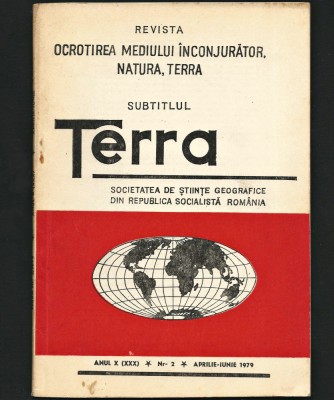 REVISTA
OCROTIREA MEDIULUI ÎNCONJURĂTOR,
NATURA, TERRA
SUBTITLUL
Terra
SOCIETATEA DE ȘTIINȚE GEOGRAFICE
DIN REPUBLICA SOCIALISTĂ ROMÂNIA
ANUL X (XXX) ★ Nr- 2 ★ APRILIE-IUNIE 1979